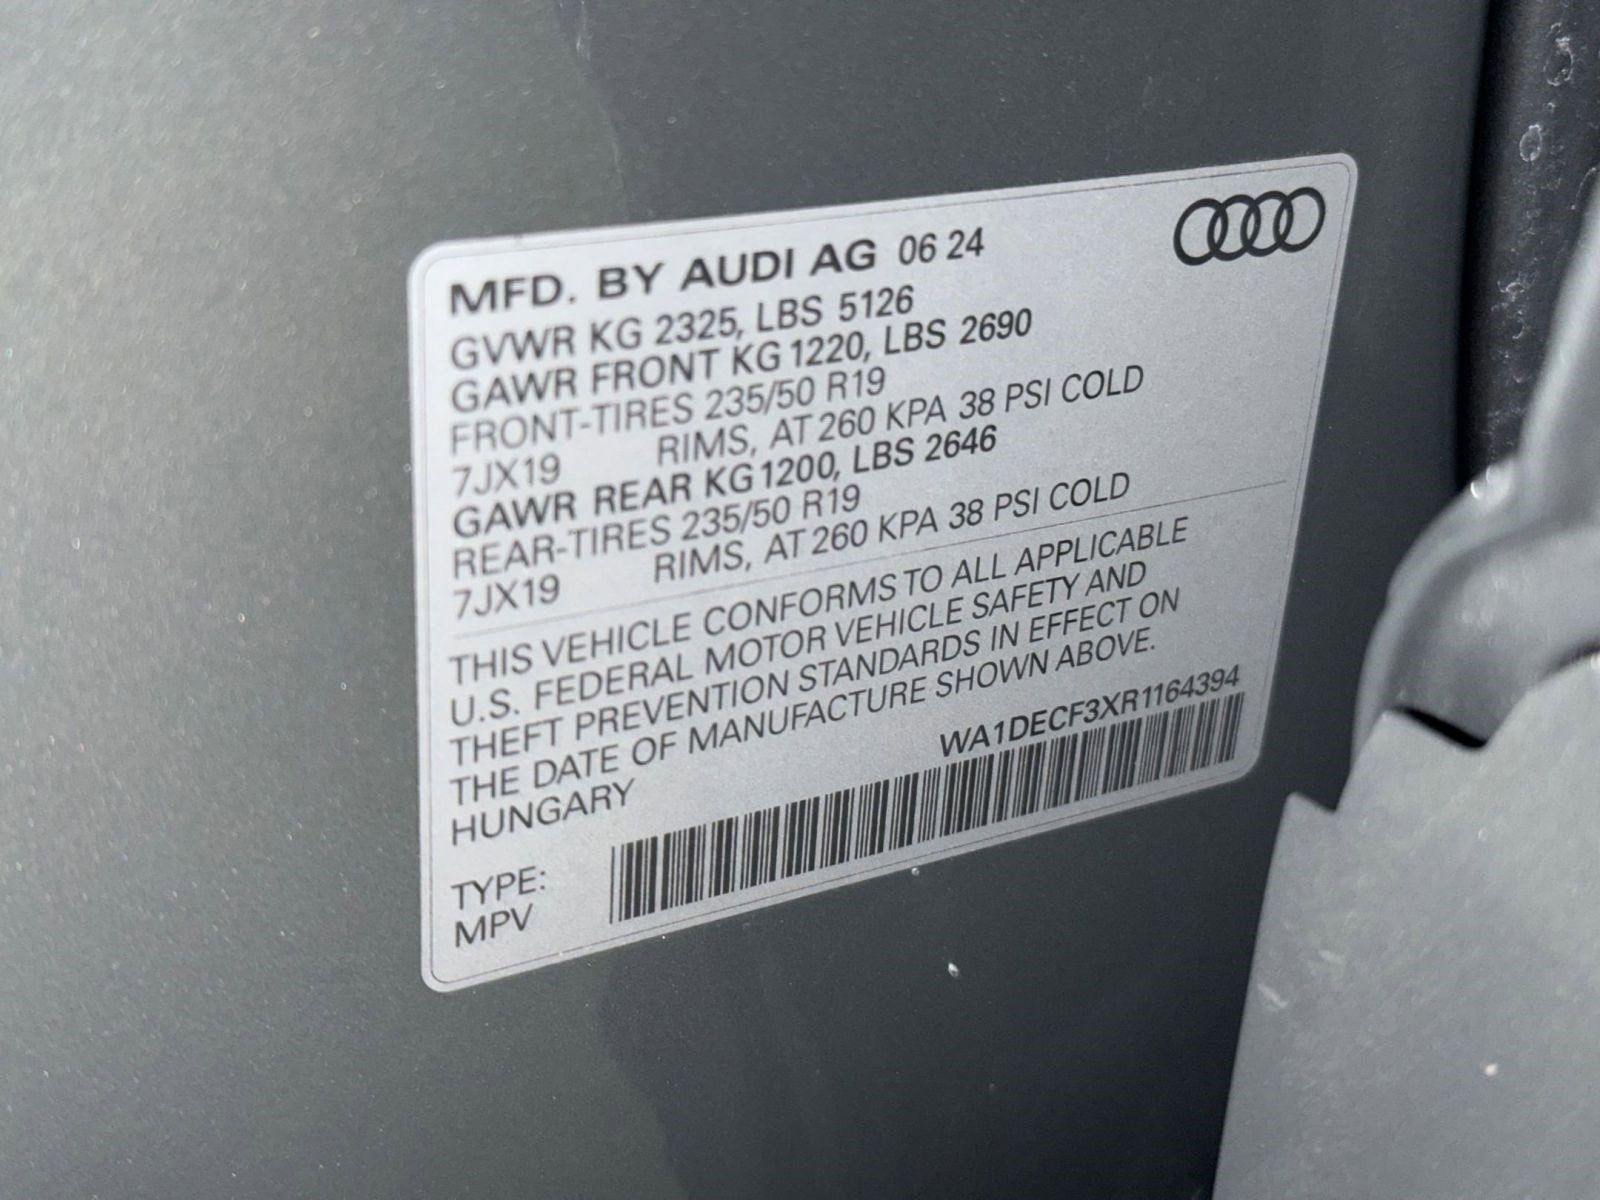 MFD. BY AUDI AG 06 24
GVWR KG 2325, LBS 5126
GAWR FRONT KG 1220, LBS 2690
FRONT-TIRES 235/50 R19
7JX19 RIMS, AT 260 KPA 38 PSI COLD
GAWR REAR KG 1200, LBS 2646
REAR-TIRES 235/50 R19
7JX19 RIMS, AT 260 KPA 38 PSI COLD
THIS VEHICLE CONFORMS TO ALL APPLICABLE
U.S. FEDERAL MOTOR VEHICLE SAFETY AND
THEFT PREVENTION STANDARDS IN EFFECT ON
THE DATE OF MANUFACTURE SHOWN ABOVE.
HUNGARY
WA1DECF3XR1164394
TYPE:
MPV